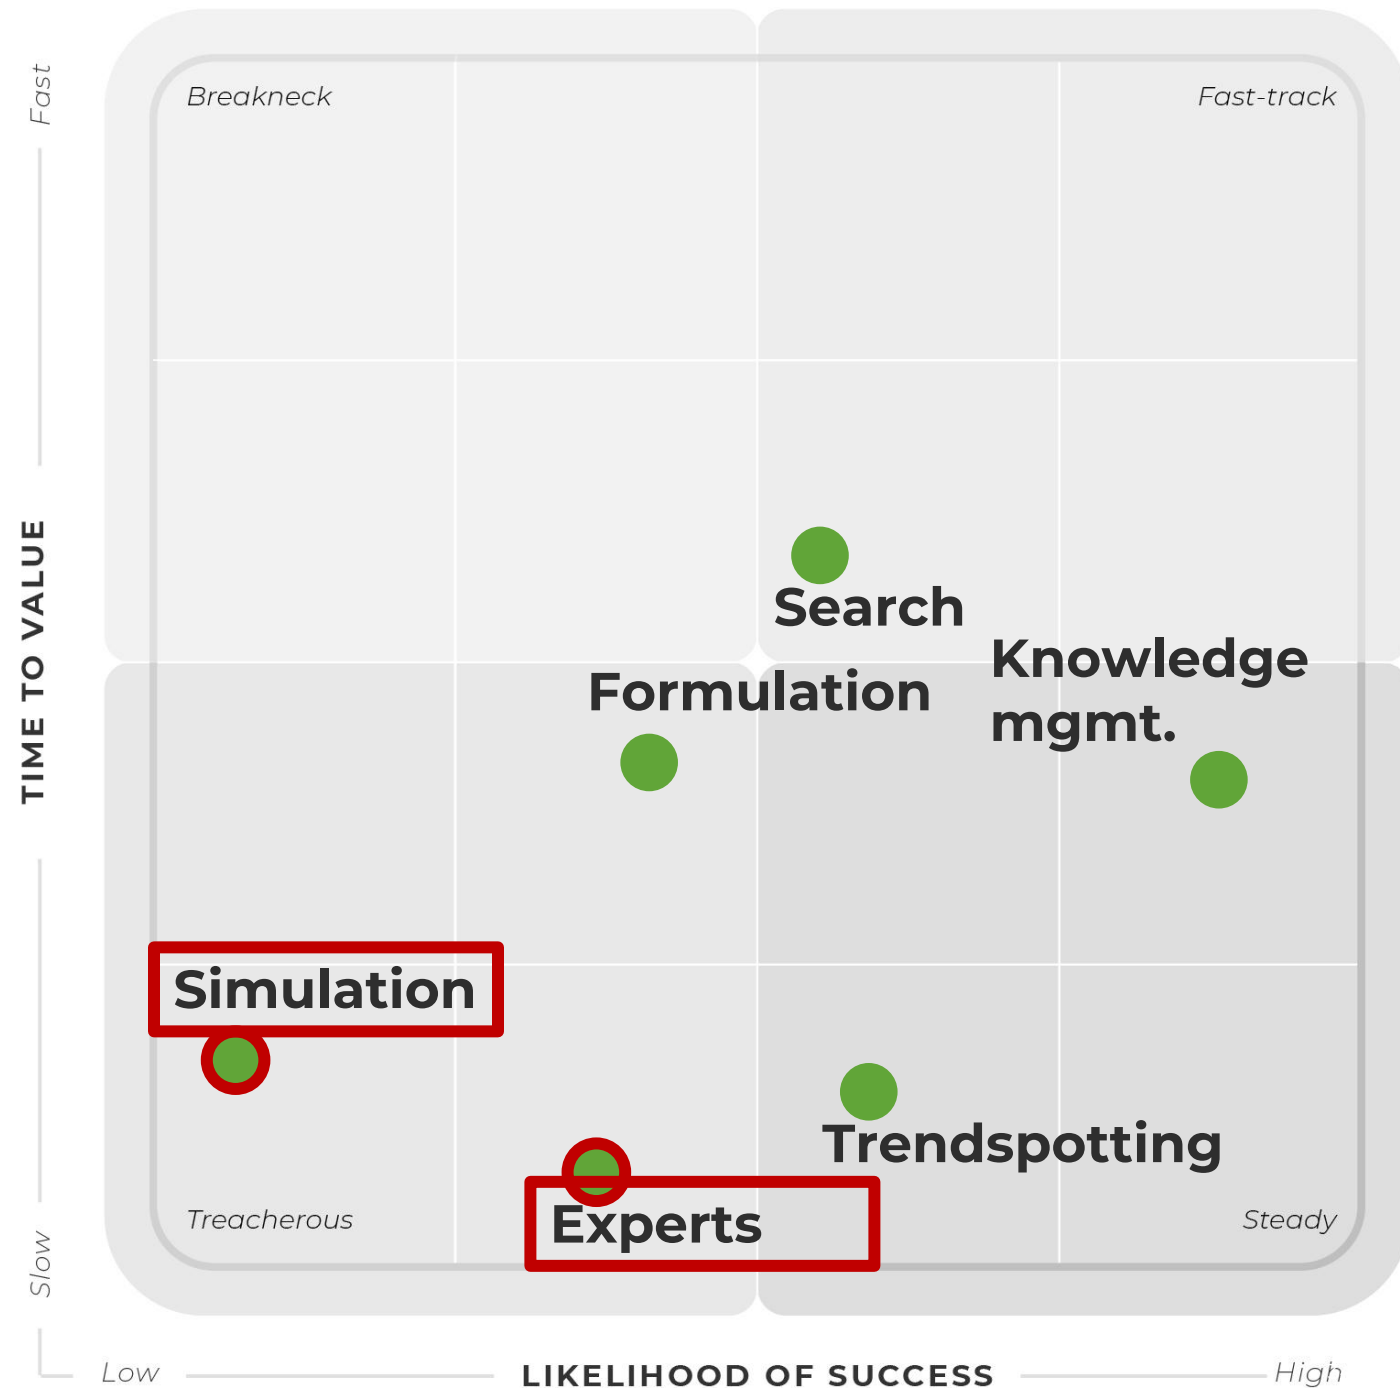 Fast
Breakneck
Fast-track
TIME TO VALUE
Search
Knowledge
mgmt.
Formulation
Simulation
Trendspotting
Experts
Treacherous
Steady
Slow
Low
LIKELIHOOD OF SUCCESS
High